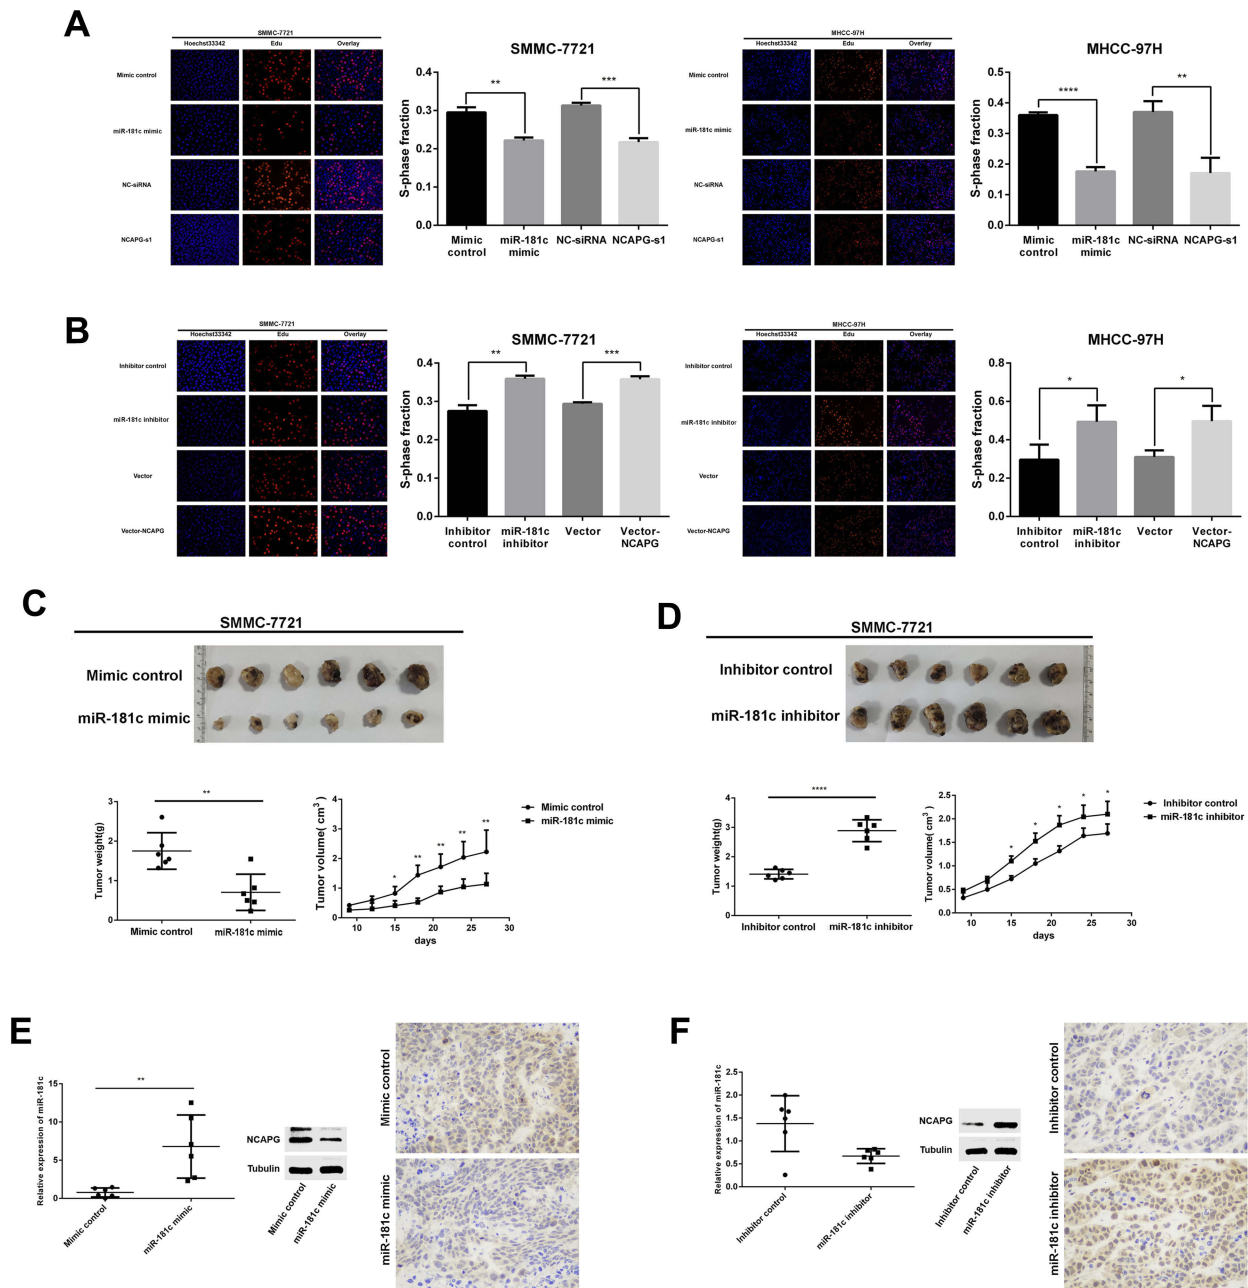 A
SMMC-7721
Hoechst33342 Edu Overlay
Mimic control
miR-181c mimic
NC-siRNA
NCAPG-s1
SMMC-7721
S-phase fraction
0.4
0.3
0.2
0.1
0.0
** ***
Mimic control
miR-181c mimic
NC-siRNA
NCAPG-s1
MHCC-97H
Hoechst33342 Edu Overlay
Mimic control
miR-181c mimic
NC-siRNA
NCAPG-s1
MHCC-97H
S-phase fraction
0.5
0.4
0.3
0.2
0.1
0.0
**** **
Mimic control
miR-181c mimic
NC-siRNA
NCAPG-s1
B
SMMC-7721
Hoechst33342 Edu Overlay
Inhibitor control
miR-181c inhibitor
Vector
Vector-NCAPG
SMMC-7721
S-phase fraction
0.4
0.3
0.2
0.1
0.0
** ***
Inhibitor control
miR-181c inhibitor
Vector
Vector-NCAPG
MHCC-97H
Hoechst33342 Edu Overlay
Inhibitor control
miR-181c inhibitor
Vector
Vector-NCAPG
MHCC-97H
S-phase fraction
0.8
0.6
0.4
0.2
0.0
* *
Inhibitor control
miR-181c inhibitor
Vector
Vector-NCAPG
C
SMMC-7721
Mimic control
miR-181c mimic
Tumor weight(g)
3
2
1
0
**
Mimic control miR-181c mimic
Tumor volume( cm3 )
4
3
2
1
0
* ** ** ** **
10 15 20 25 30
days
Mimic control
miR-181c mimic
D
SMMC-7721
Inhibitor control
miR-181c inhibitor
Tumor weight(g)
4
3
2
1
0
****
Inhibitor control miR-181c inhibitor
Tumor volume( cm3 )
2.5
2.0
1.5
1.0
0.5
0.0
* * * * *
10 15 20 25 30
days
Inhibitor control
miR-181c inhibitor
E
Relative expression of miR-181c
15
10
5
0
**
Mimic control
miR-181c mimic
NCAPG
Tubulin
Mimic control
miR-181c mimic
Mimic control
miR-181c mimic
F
Relative expression of miR-181c
2.5
2.0
1.5
1.0
0.5
0.0
Inhibitor control
miR-181c inhibitor
NCAPG
Tubulin
Inhibitor control
miR-181c inhibitor
Inhibitor control
miR-181c inhibitor